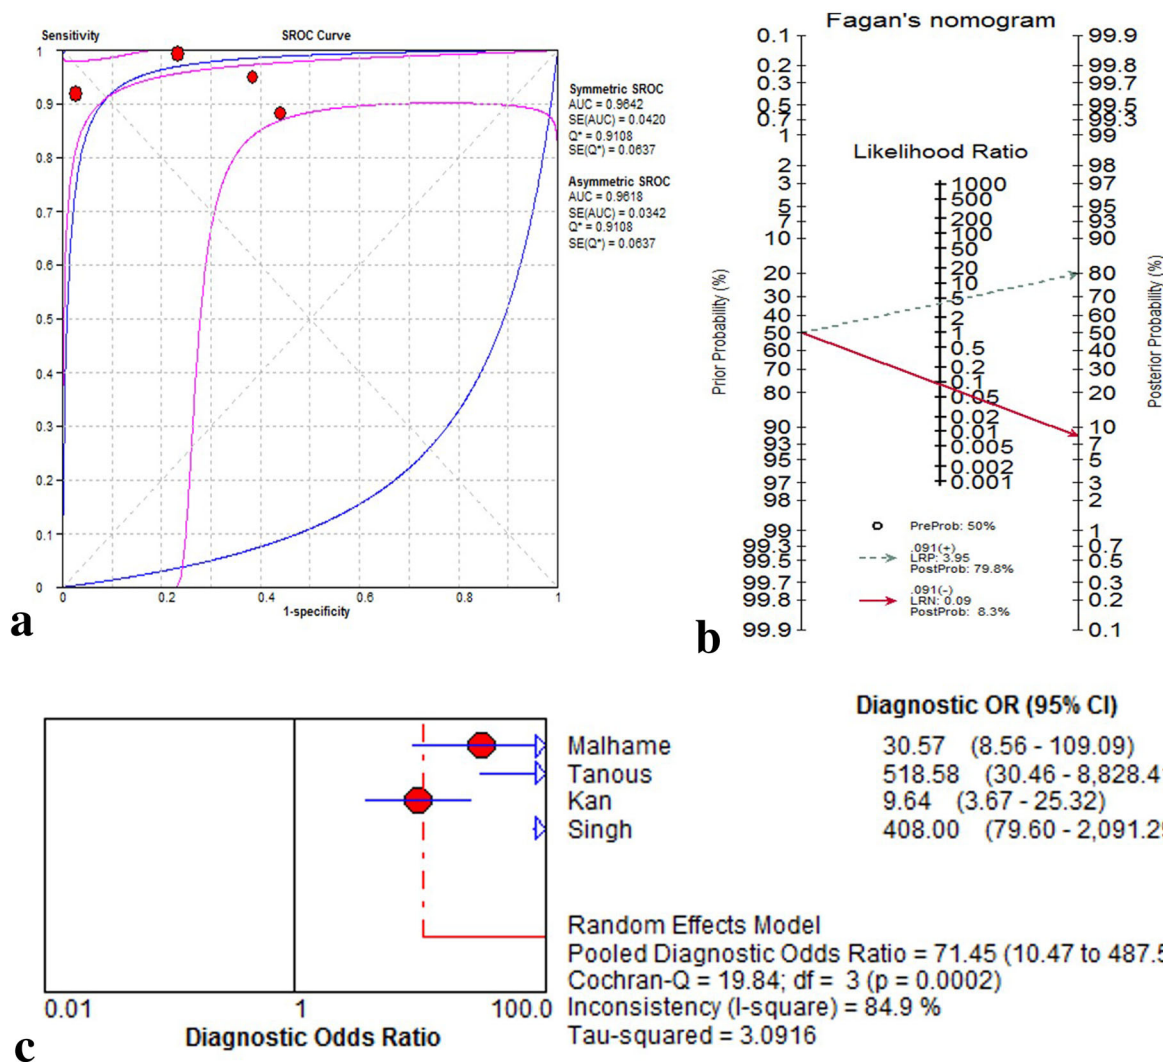 Sensitivity
SROC Curve
1
0.9
0.8
0.7
0.6
0.5
0.4
0.3
0.2
0.1
0
0 0.2 0.4 0.6 0.8 1
1-specificity
Symmetric SROC
AUC = 0.9642
SE(AUC) = 0.0420
Q* = 0.9108
SE(Q*) = 0.0637
Asymmetric SROC
AUC = 0.9618
SE(AUC) = 0.0342
Q* = 0.9108
SE(Q*) = 0.0637
a
Fagan's nomogram
Prior Probability (%)
0.1
0.2
0.3
0.5
0.7
1
2
3
5
7
10
20
30
40
50
60
70
80
90
93
95
97
98
99
99.3
99.5
99.7
99.8
99.9
Likelihood Ratio
1000
500
200
100
50
20
10
5
2
1
0.5
0.2
0.1
0.05
0.02
0.01
0.005
0.002
0.001
99.9
99.8
99.7
99.5
99.3
99
98
97
95
93
90
80
70
60
50
40
30
20
10
7
5
3
2
1
0.7
0.5
0.3
0.2
0.1
Posterior Probability (%)
PreProb: 50%
.091(+)
LRP: 3.95
PostProb: 79.8%
.091(-)
LRN: 0.09
PostProb: 8.3%
b
Diagnostic OR (95% CI)
Malhame 30.57 (8.56 - 109.09)
Tanous 518.58 (30.46 - 8,828.4
Kan 9.64 (3.67 - 25.32)
Singh 408.00 (79.60 - 2,091.2
Random Effects Model
Pooled Diagnostic Odds Ratio = 71.45 (10.47 to 487.5
Cochran-Q = 19.84; df = 3 (p = 0.0002)
Inconsistency (I-square) = 84.9 %
Tau-squared = 3.0916
0.01 1 100.0
Diagnostic Odds Ratio
c